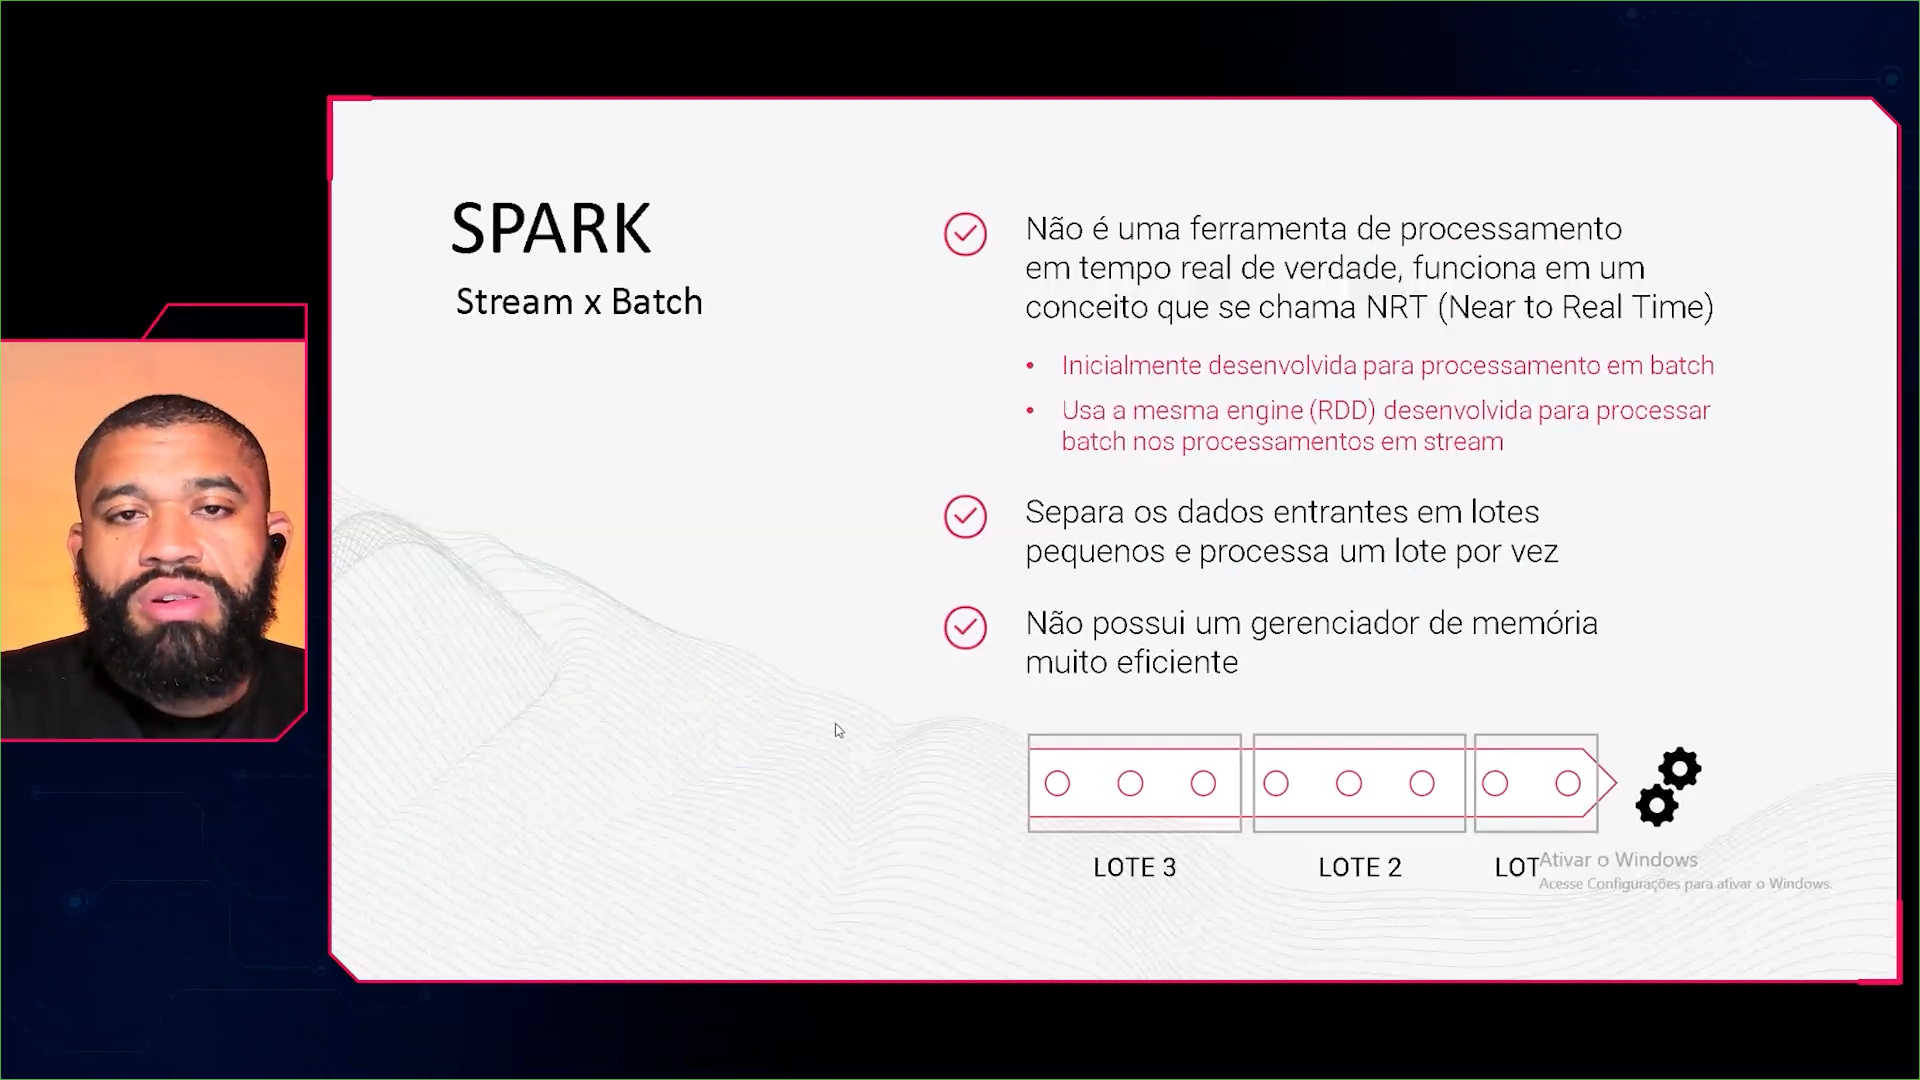 SPARK
Stream x Batch
Não é uma ferramenta de processamento
em tempo real de verdade, funciona em um
conceito que se chama NRT (Near to Real Time)
• Inicialmente desenvolvida para processamento em batch
• Usa a mesma engine (RDD) desenvolvida para processar
batch nos processamentos em stream
Separa os dados entrantes em lotes
pequenos e processa um lote por vez
Não possui um gerenciador de memória
muito eficiente
LOTE 3
LOTE 2
LOT
Ativar o Windows
Acesse Configurações para ativar o Windows.